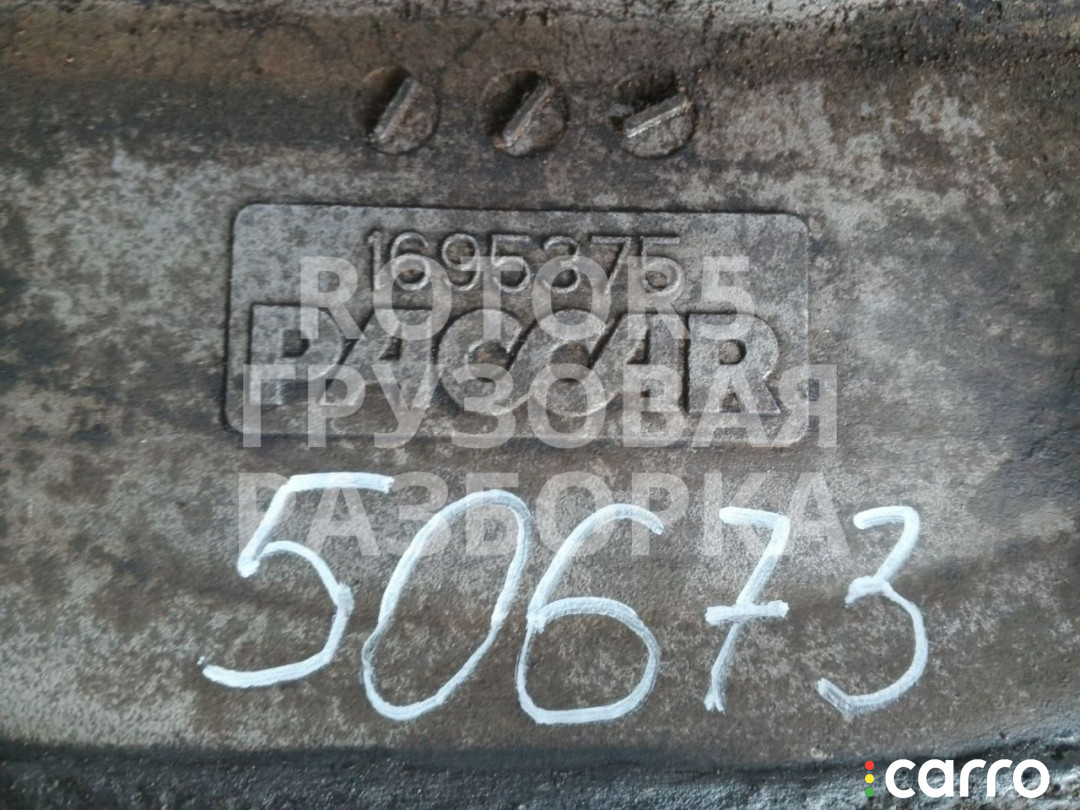 1695375
PACCAR
ROTOR5
ГРУЗОВАЯ
РАЗБОРКА
50673
carro